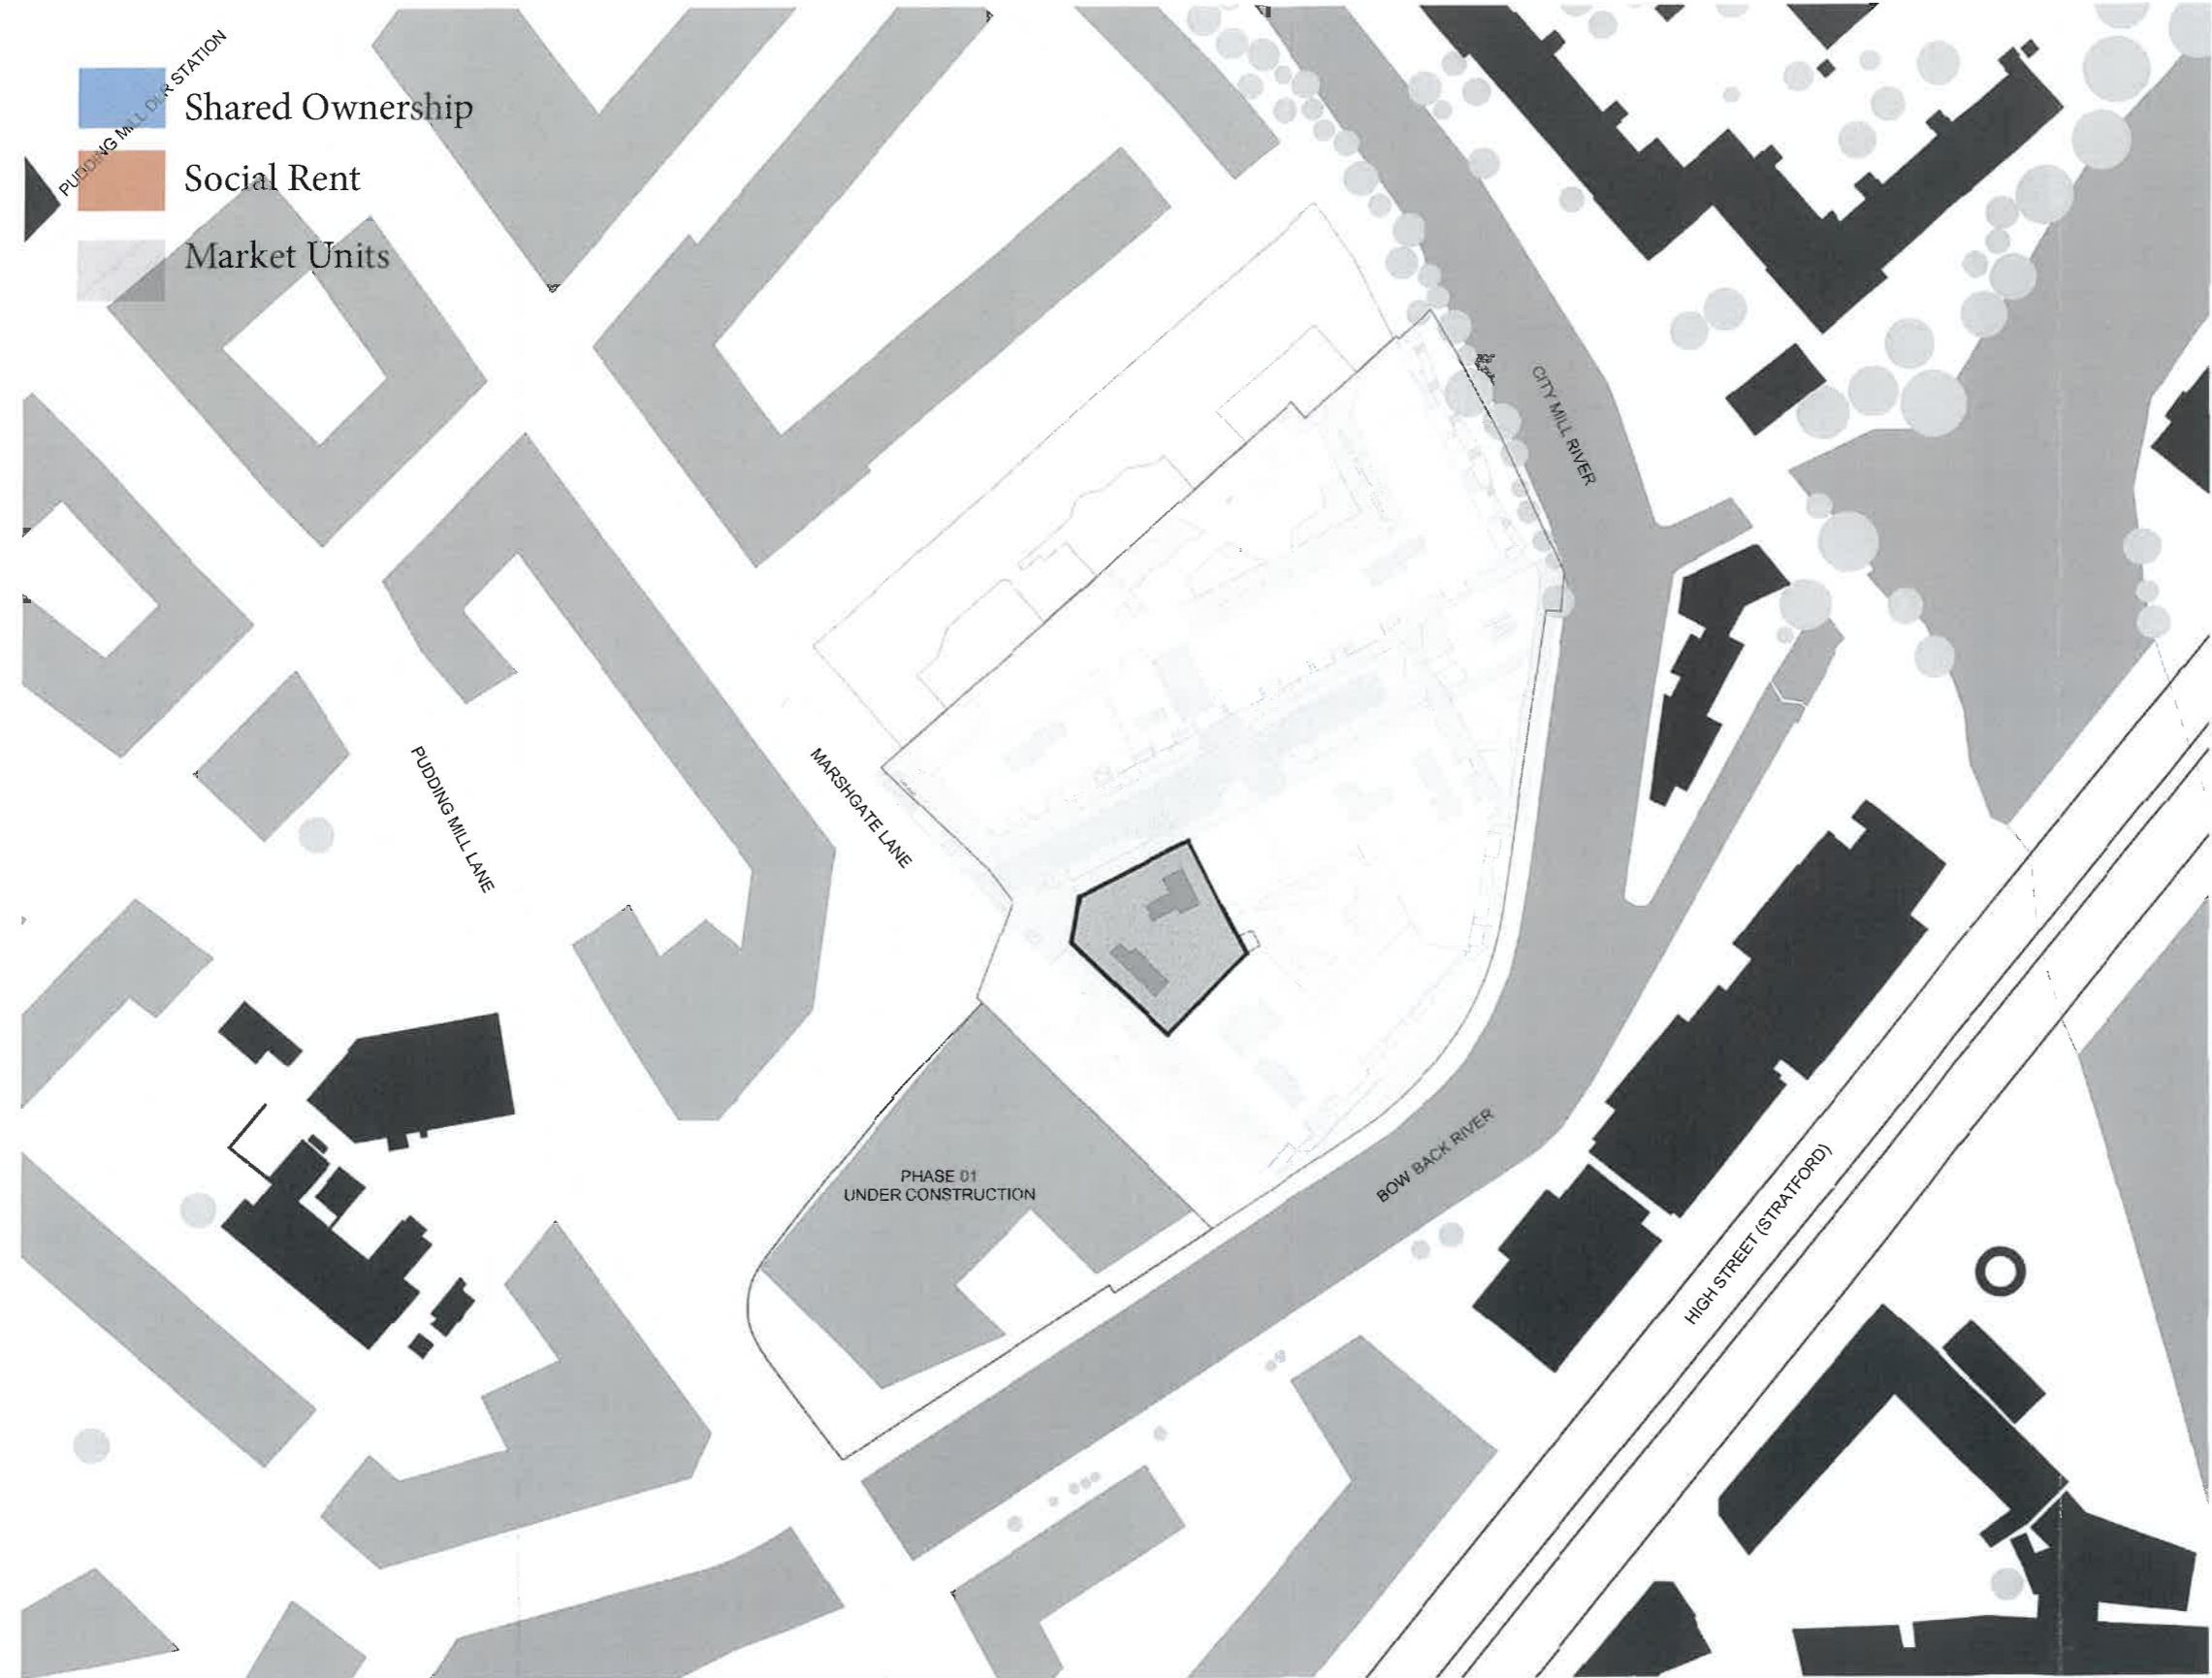 PUDDING MILL DLR STATION
Shared Ownership
Social Rent
Market Units
CITY MILL RIVER
PUDDING MILL LANE
MARSHGATE LANE
PHASE 01
UNDER CONSTRUCTION
BOW BACK RIVER
HIGH STREET (STRATFORD)